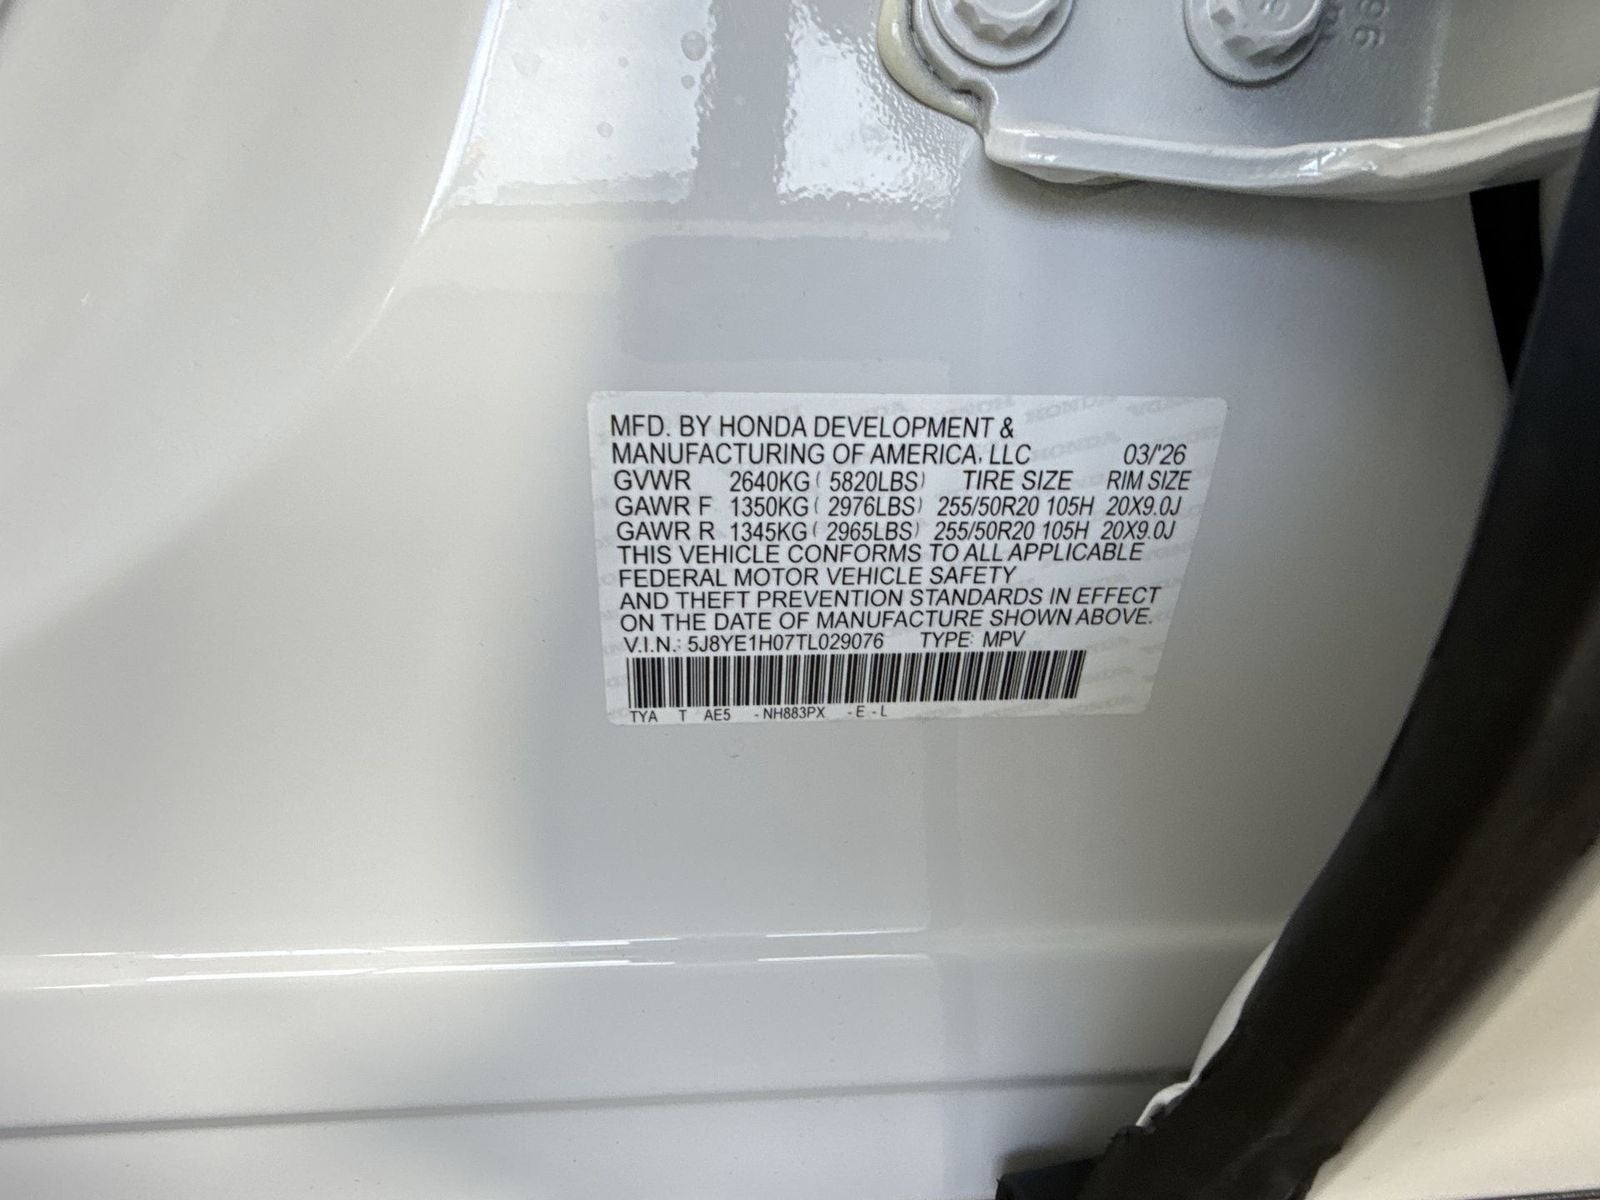 MFD. BY HONDA DEVELOPMENT &
MANUFACTURING OF AMERICA, LLC 03/'26
GVWR 2640KG ( 5820LBS) TIRE SIZE RIM SIZE
GAWR F 1350KG ( 2976LBS) 255/50R20 105H 20X9.0J
GAWR R 1345KG ( 2965LBS) 255/50R20 105H 20X9.0J
THIS VEHICLE CONFORMS TO ALL APPLICABLE
FEDERAL MOTOR VEHICLE SAFETY
AND THEFT PREVENTION STANDARDS IN EFFECT
ON THE DATE OF MANUFACTURE SHOWN ABOVE.
V.I.N.: 5J8YE1H07TL029076 TYPE: MPV
TYA T AE5 -NH883PX -E-L